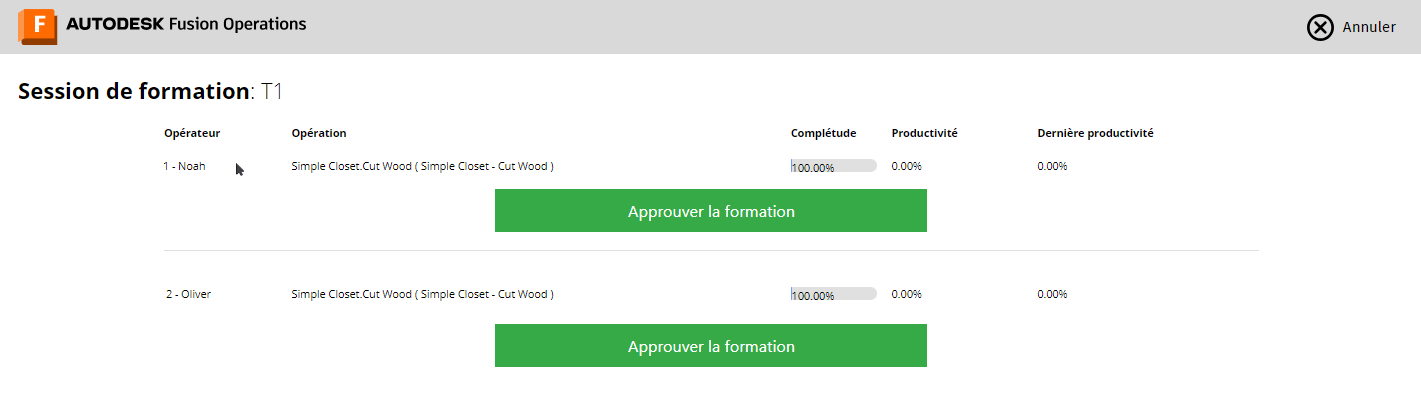 F AUTODESK Fusion Operations Annuler
Session de formation: T1
Opérateur Opération Complétude Productivité Dernière productivité
1 - Noah Simple Closet.Cut Wood ( Simple Closet - Cut Wood ) 100.00% 0.00% 0.00%
Approuver la formation
2 - Oliver Simple Closet.Cut Wood ( Simple Closet - Cut Wood ) 100.00% 0.00% 0.00%
Approuver la formation